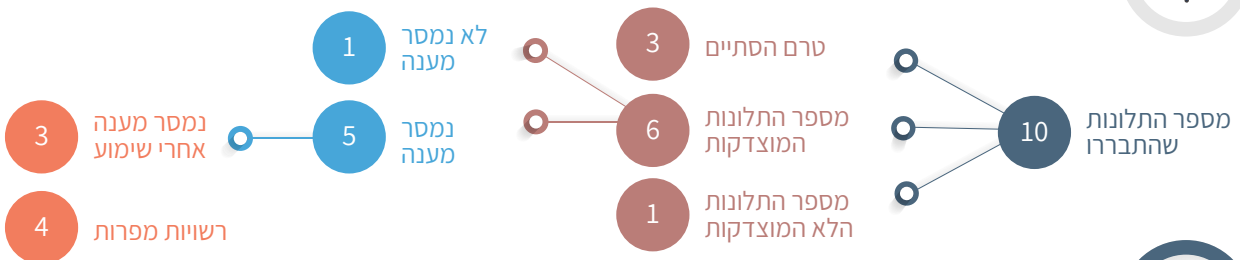 מספר התלונות
שהתבררו
10
טרם הסתיים
3
מספר התלונות
המוצדקות
6
מספר התלונות
הלא המוצדקות
1
לא נמסר
מענה
1
נמסר
מענה
5
נמסר מענה
אחרי שימוע
3
רשויות מפרות
4